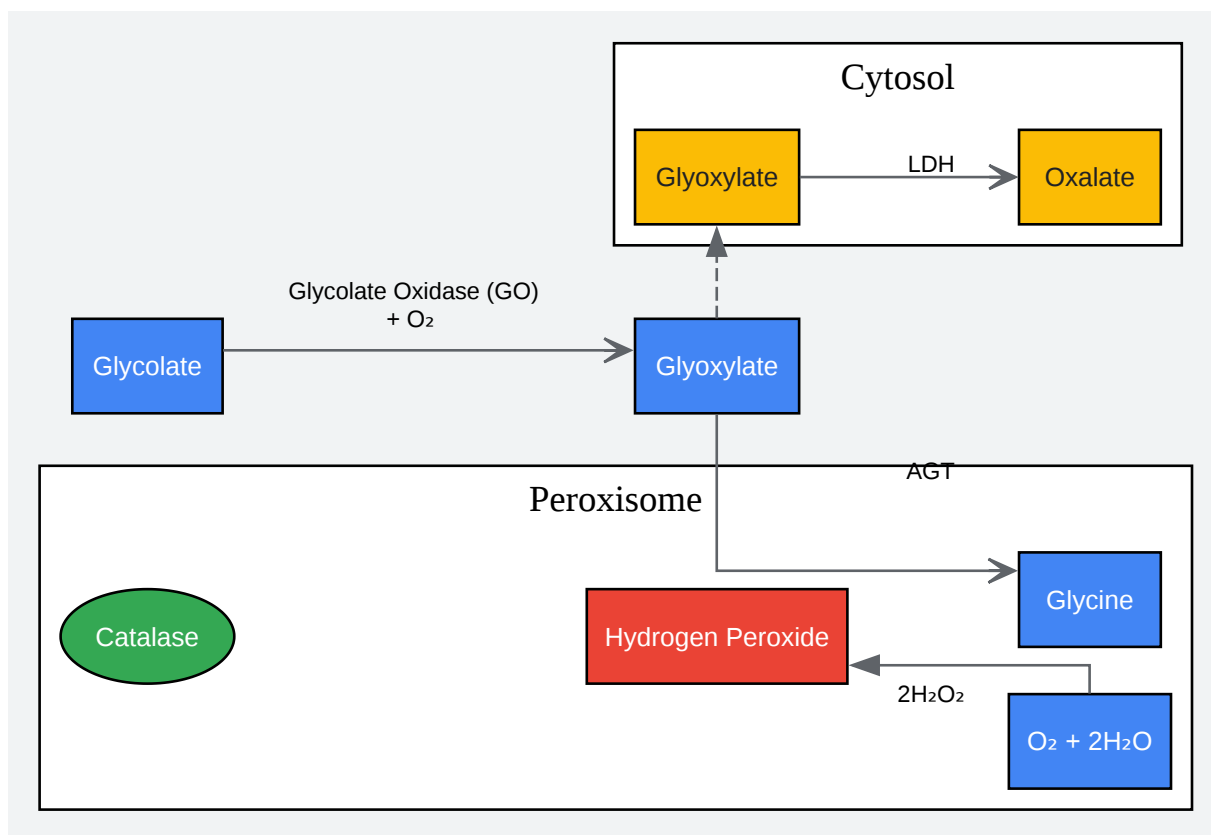 Cytosol
Glyoxylate
LDH
Oxalate
Glycolate Oxidase (GO)
+ O₂
Glycolate
Glyoxylate
AGT
Peroxisome
Glycine
Catalase
Hydrogen Peroxide
2H₂O₂
O₂ + 2H₂O